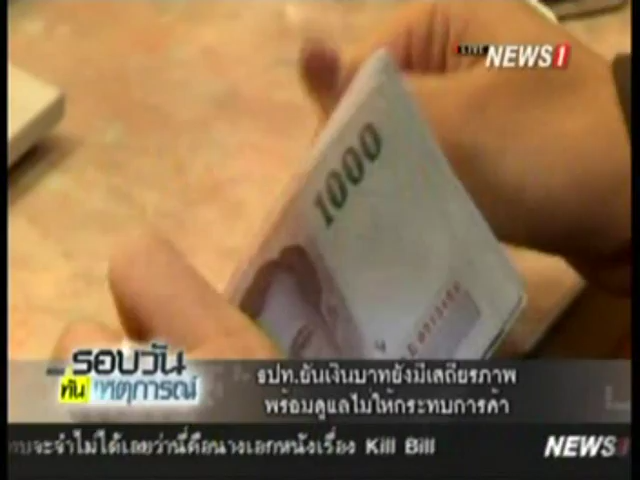 LIVE NEWS1
1000
รอบวัน
ทัน เหตุการณ์
ธปท.ยันเงินบาทยังมีเสถียรภาพ
พร้อมดูแลไม่ให้กระทบการค้า
จะจำไม่ได้เลยว่านี่คือนางเอกหนังเรื่อง Kill Bill
NEWS1